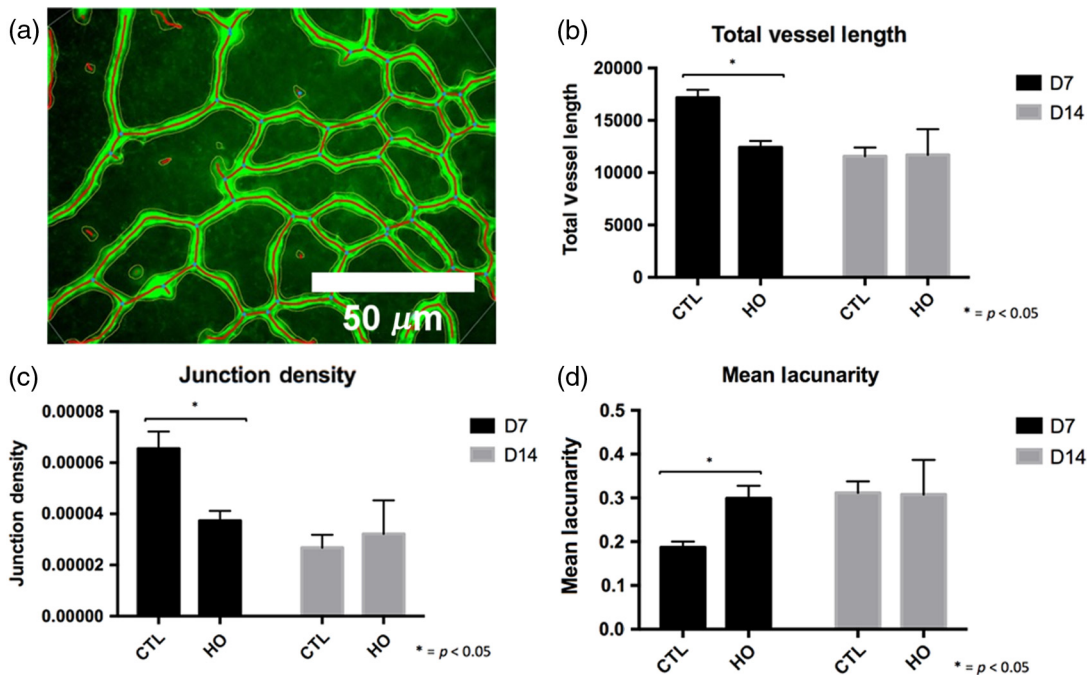 (a)
50 μm
(b)
Total vessel length
Total vessel length
20000
15000
10000
5000
0
CTL
HO
CTL
HO
D7
D14
* 
* = p < 0.05
(c)
Junction density
Junction density
0.00008
0.00006
0.00004
0.00002
0.00000
CTL
HO
CTL
HO
D7
D14
*
* = p < 0.05
(d)
Mean lacunarity
Mean lacunarity
0.5
0.4
0.3
0.2
0.1
0.0
CTL
HO
CTL
HO
D7
D14
*
* = p < 0.05